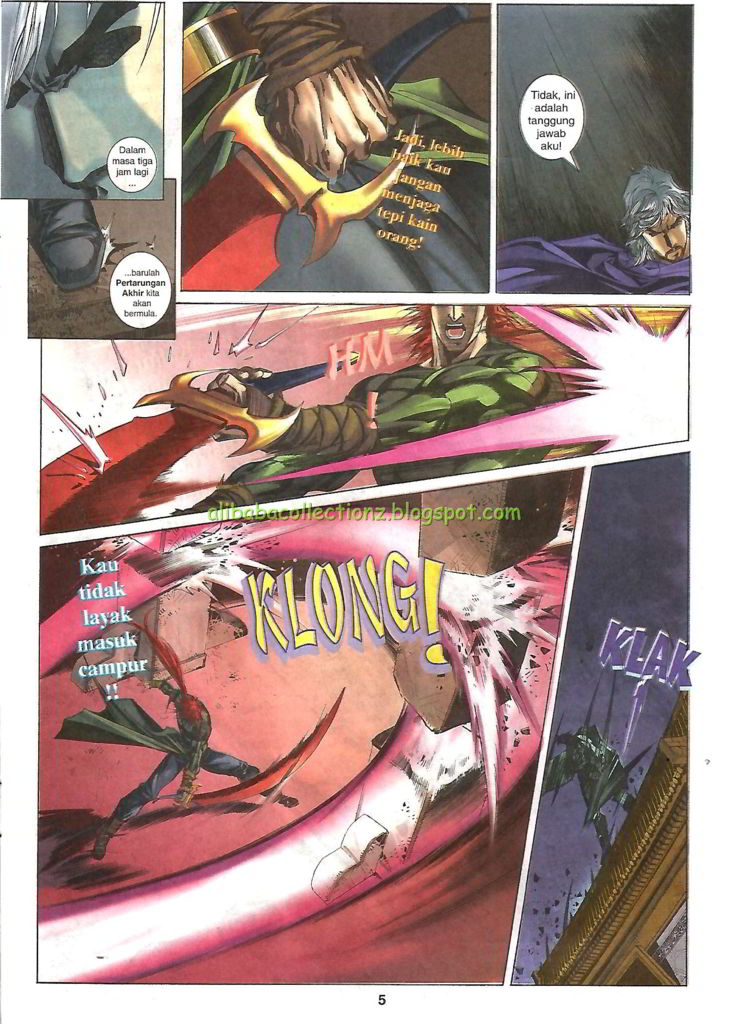 Dalam
masa tiga
jam lagi
...
...barulah
Pertarungan
Akhir kita
akan
bermula.
Jadi, lebih
baik kau
jangan
menjaga
tepi kain
orang!
Tidak, ini
adalah
tanggung
jawab
aku!
HM
alibabacollectionz.blogspot.com
Kau
tidak
layak
masuk
campur
!!
KLONG!
KLAK
!
5